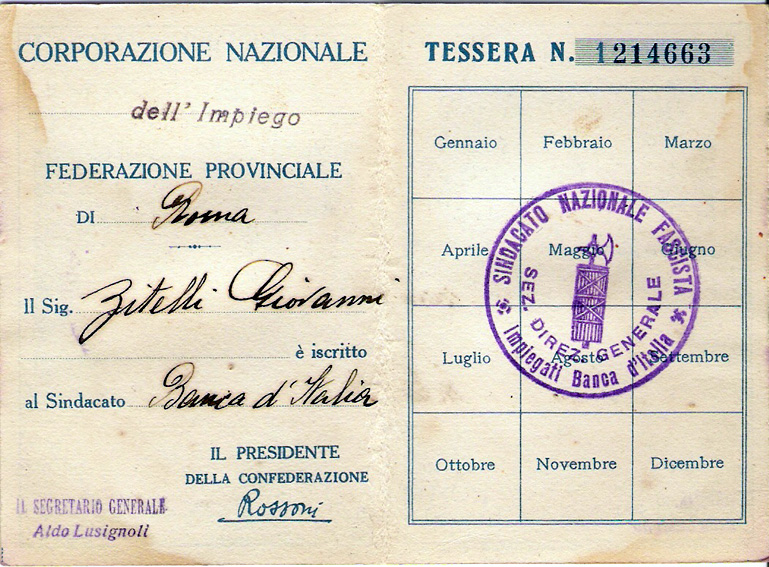 CORPORAZIONE NAZIONALE
dell' Impiego
FEDERAZIONE PROVINCIALE
DI Roma
Il Sig. Zitelli Giovanni
è iscritto
al Sindacato Banca d'Italia
IL PRESIDENTE
DELLA CONFEDERAZIONE
Rossoni
IL SEGRETARIO GENERALE
Aldo Lusignoli
TESSERA N. 1214663
Gennaio Febbraio Marzo
Aprile Maggio Giugno
Luglio Agosto Settembre
Ottobre Novembre Dicembre
SINDACATO NAZIONALE FASCISTA
Impiegati Banca d'Italia
SEZ. DIREZ. GENERALE